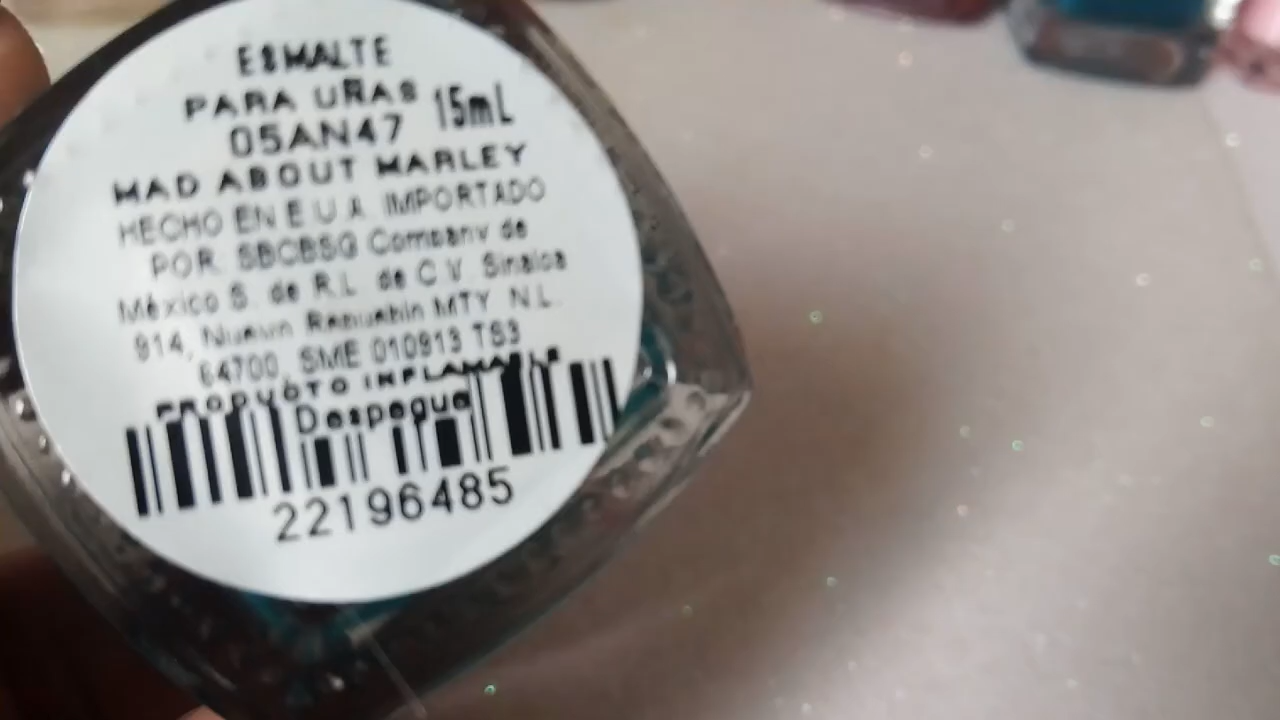 ESMALTE
PARA UÑAS 15mL
05AN47
MAD ABOUT MARLEY
HECHO EN E.U.A. IMPORTADO
POR. SBCBSG Company de
México S. de R.L. de C.V. Sinaloa
914, Nuevo Repueblo MTY. N.L.
64700, SME 010913 TS3
PRODUCTO INFLAMABLE
Despegue
22196485